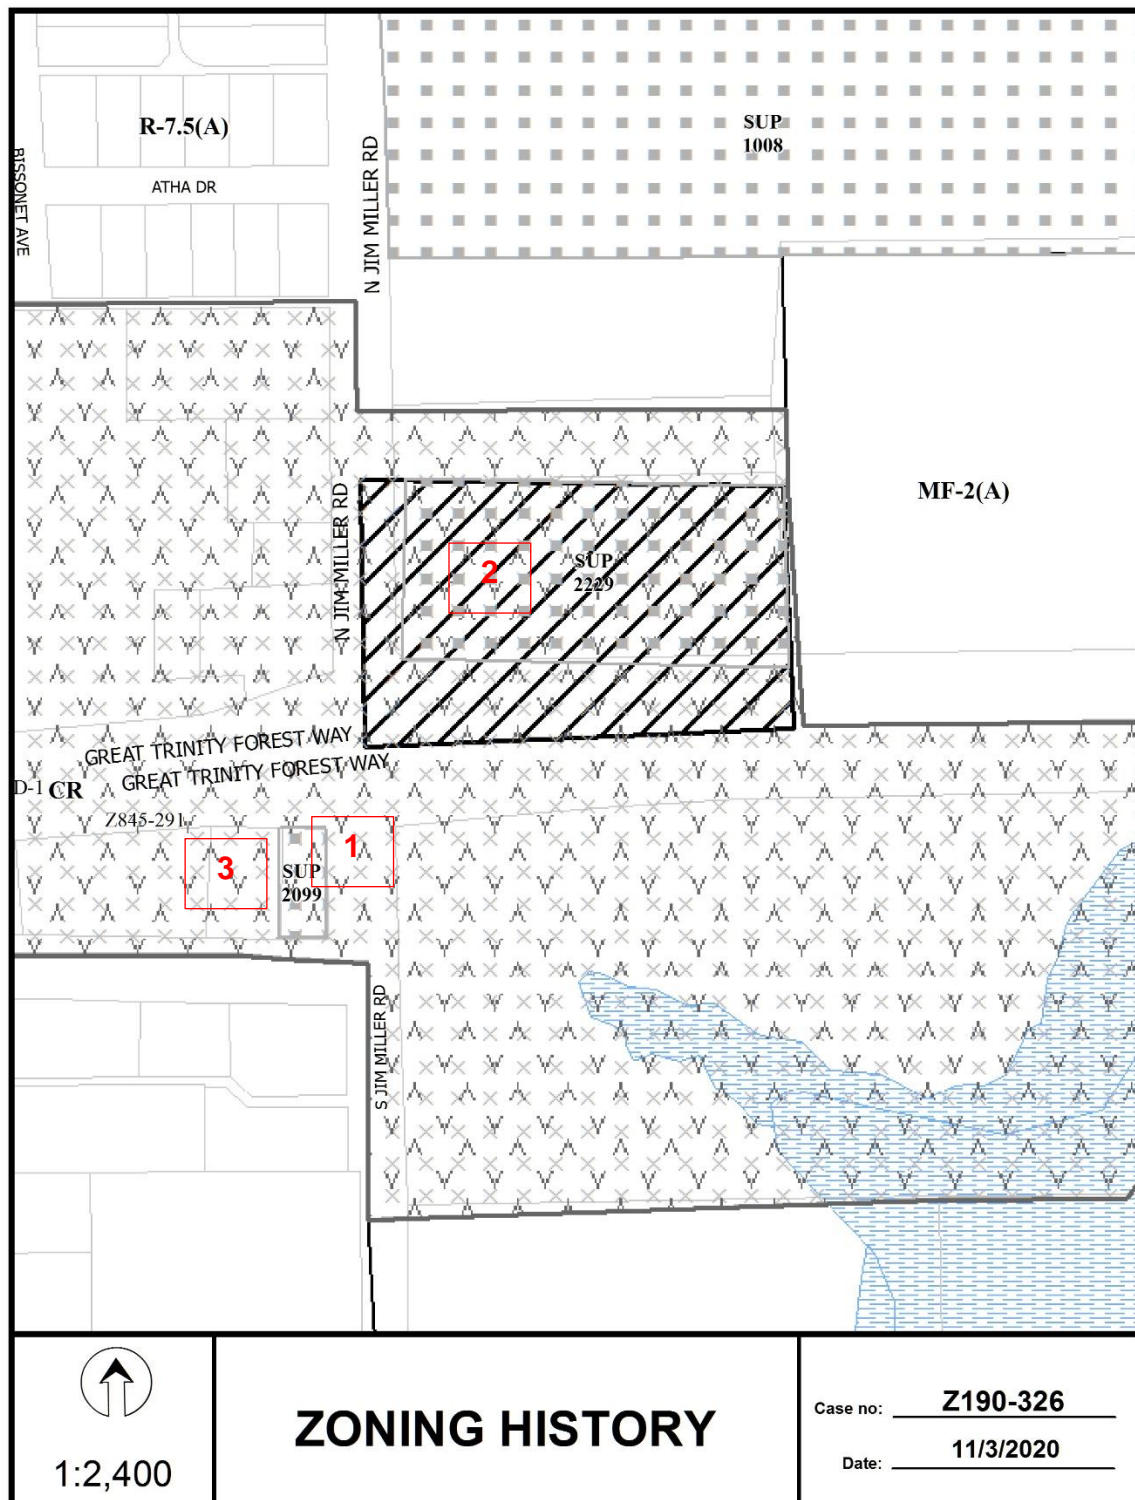 R-7.5(A)
SUP
1008
BISSONET AVE
ATHA DR
N JIM MILLER RD
MF-2(A)
N JIM MILLER RD
2
SUP
2229
GREAT TRINITY FOREST WAY
GREAT TRINITY FOREST WAY
D-1 CR
Z845-291
1
3
SUP
2099
S JIM MILLER RD
1:2,400
ZONING HISTORY
Case no: Z190-326
Date: 11/3/2020